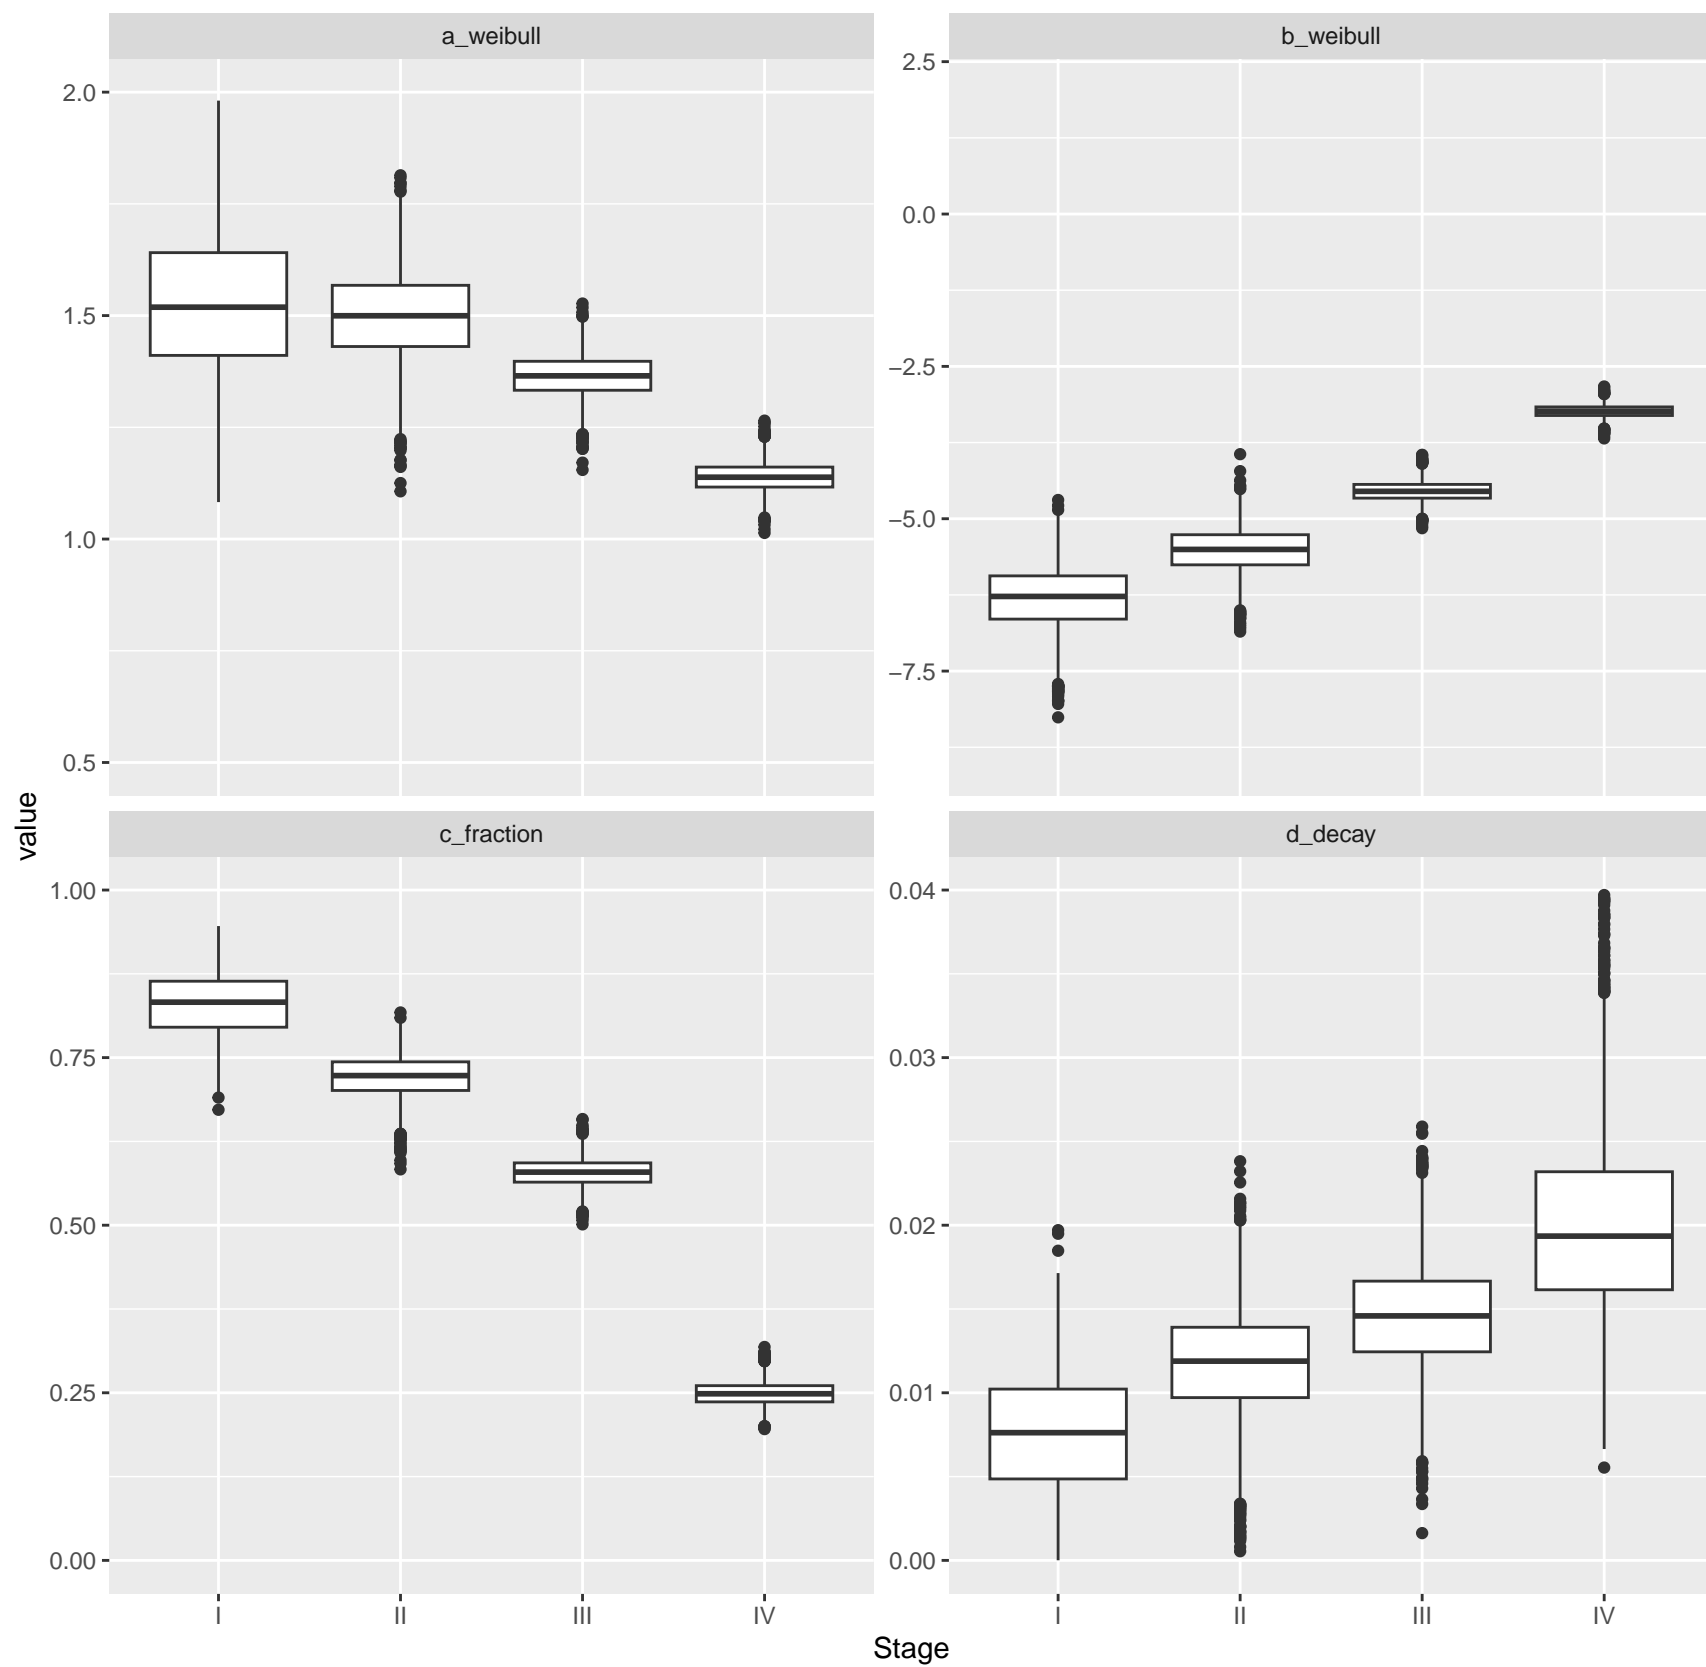 a_weibull
b_weibull
2.0
1.5
1.0
0.5
2.5
0.0
−2.5
−5.0
−7.5
value
c_fraction
d_decay
1.00
0.75
0.50
0.25
0.00
0.04
0.03
0.02
0.01
0.00
I II III IV
I II III IV
Stage